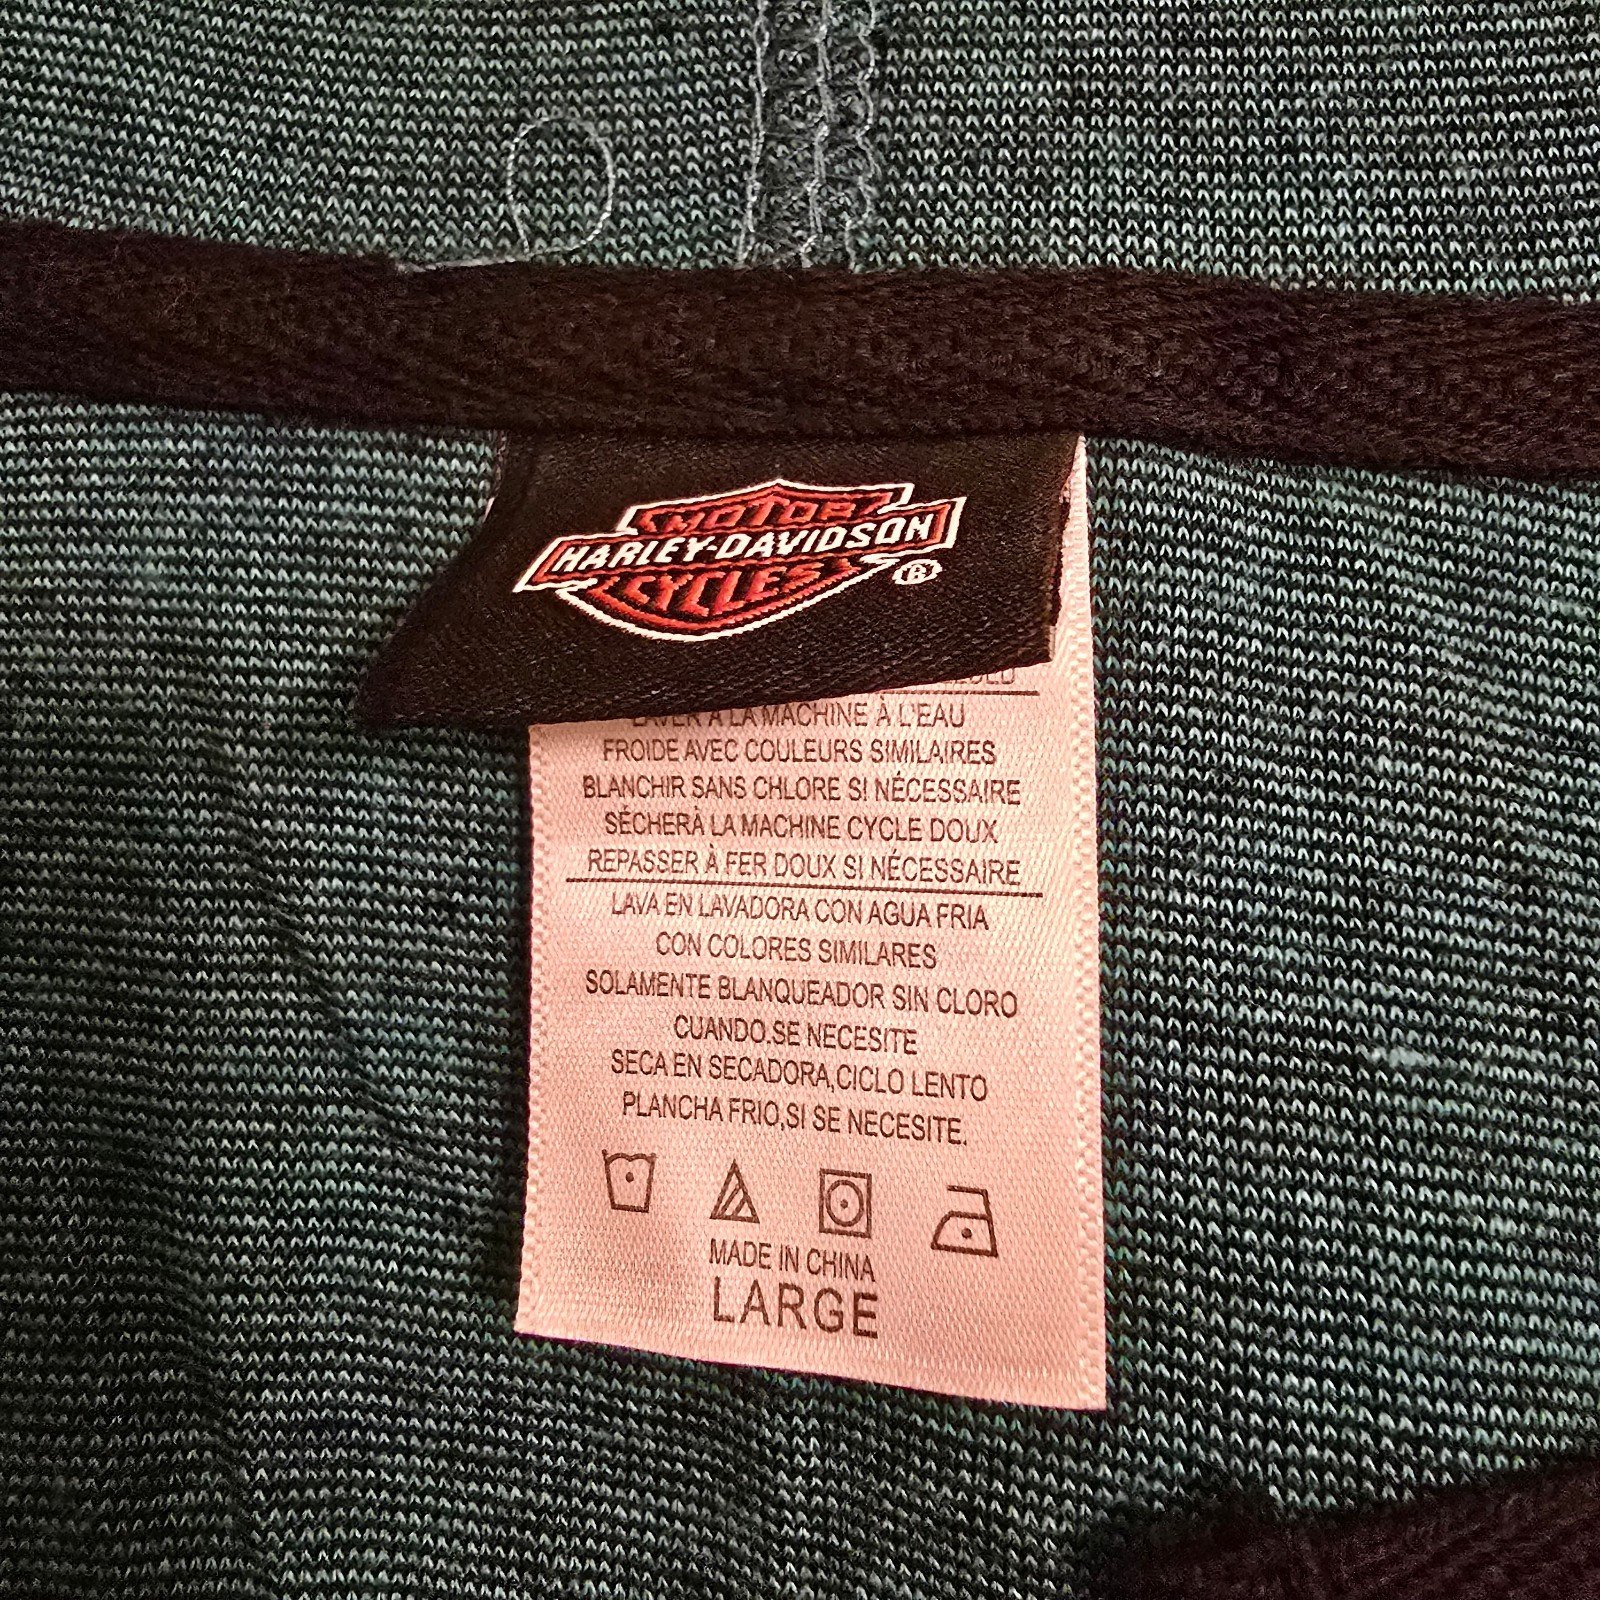 MOTOR
HARLEY-DAVIDSON
CYCLES
®
LAVER À LA MACHINE À L'EAU
FROIDE AVEC COULEURS SIMILAIRES
BLANCHIR SANS CHLORE SI NÉCESSAIRE
SÉCHERÀ LA MACHINE CYCLE DOUX
REPASSER À FER DOUX SI NÉCESSAIRE
LAVA EN LAVADORA CON AGUA FRIA
CON COLORES SIMILARES
SOLAMENTE BLANQUEADOR SIN CLORO
CUANDO.SE NECESITE
SECA EN SECADORA,CICLO LENTO
PLANCHA FRIO,SI SE NECESITE.
MADE IN CHINA
LARGE